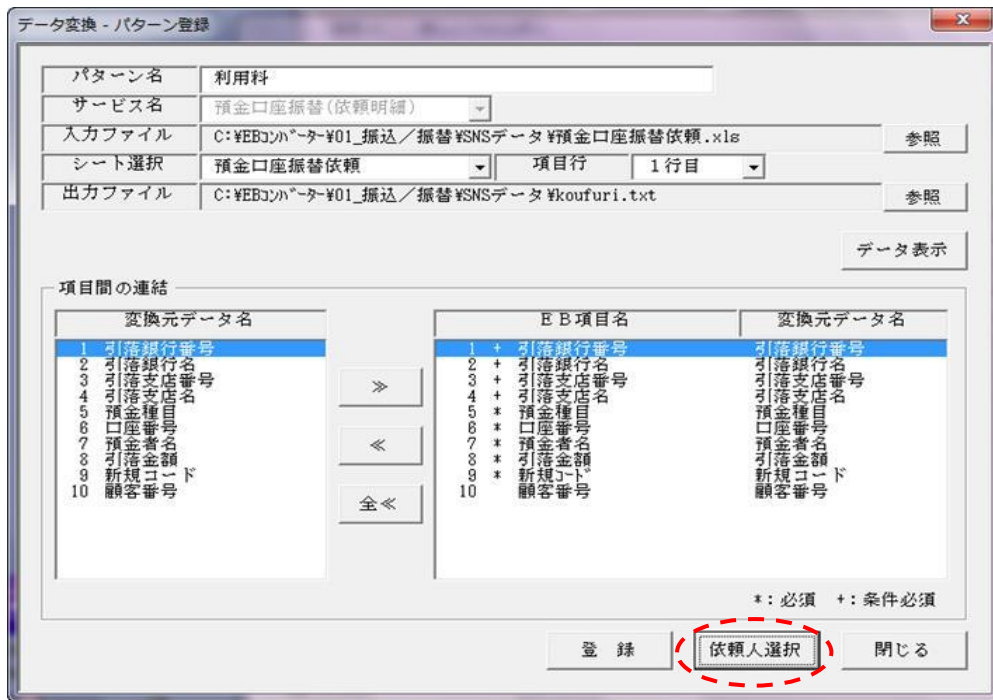 データ変換 - パターン登録
パターン名 利用料
サービス名 預金口座振替(依頼明細)
入力ファイル C:¥EBｺﾝﾊﾞｰﾀｰ¥01_振込／振替¥SNSデータ¥預金口座振替依頼.xls 参照
シート選択 預金口座振替依頼 項目行 1行目
出力ファイル C:¥EBｺﾝﾊﾞｰﾀｰ¥01_振込／振替¥SNSデータ¥koufuri.txt 参照
データ表示
項目間の連結
変換元データ名
1 引落銀行番号
2 引落銀行名
3 引落支店番号
4 引落支店名
5 預金種目
6 口座番号
7 預金者名
8 引落金額
9 新規コード
10 顧客番号
≫
≪
全≪
ＥＢ項目名 変換元データ名
1 + 引落銀行番号 引落銀行番号
2 + 引落銀行名 引落銀行名
3 + 引落支店番号 引落支店番号
4 + 引落支店名 引落支店名
5 * 預金種目 預金種目
6 * 口座番号 口座番号
7 * 預金者名 預金者名
8 * 引落金額 引落金額
9 * 新規ｺｰﾄﾞ 新規コード
10 顧客番号 顧客番号
*：必須 +：条件必須
登 録 依頼人選択 閉じる